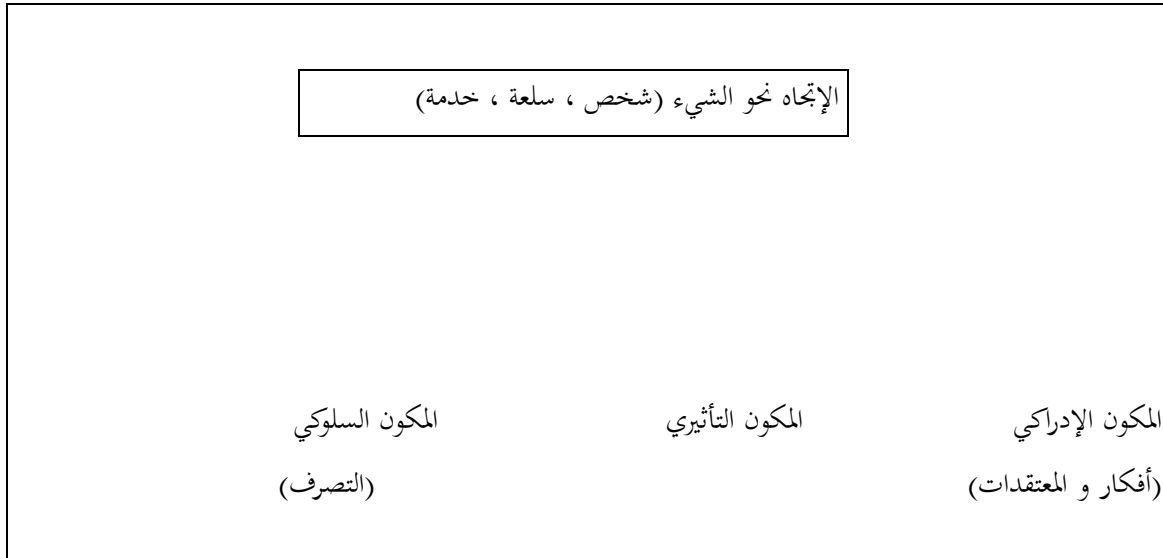 الإتجاه نحو الشيء (شخص ، سلعة ، خدمة)
المكون الإدراكي المكون التأثيري المكون السلوكي
(أفكار و المعتقدات) (التصرف)